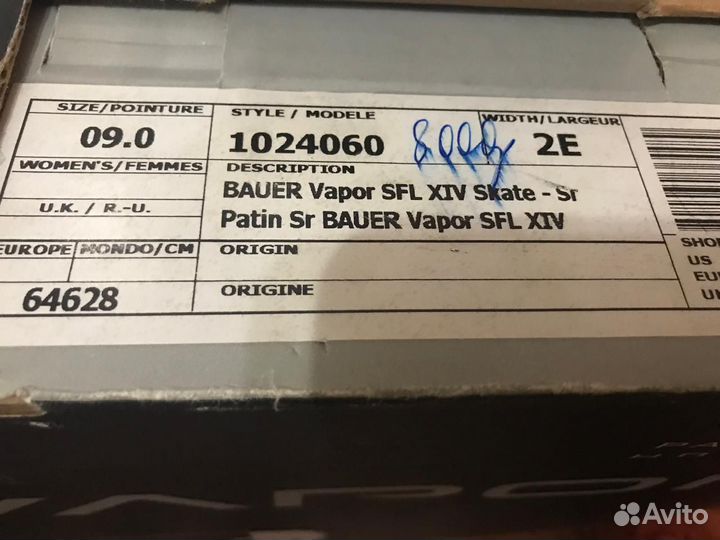 SIZE/POINTURE STYLE / MODELE WIDTH/LARGEUR
09.0 1024060 2E
WOMEN'S/FEMMES DESCRIPTION
BAUER Vapor SFL XIV Skate - Sr
U.K. / R.-U. Patin Sr BAUER Vapor SFL XIV
EUROPE MONDO/CM ORIGIN
64628 ORIGINE
US
Avito